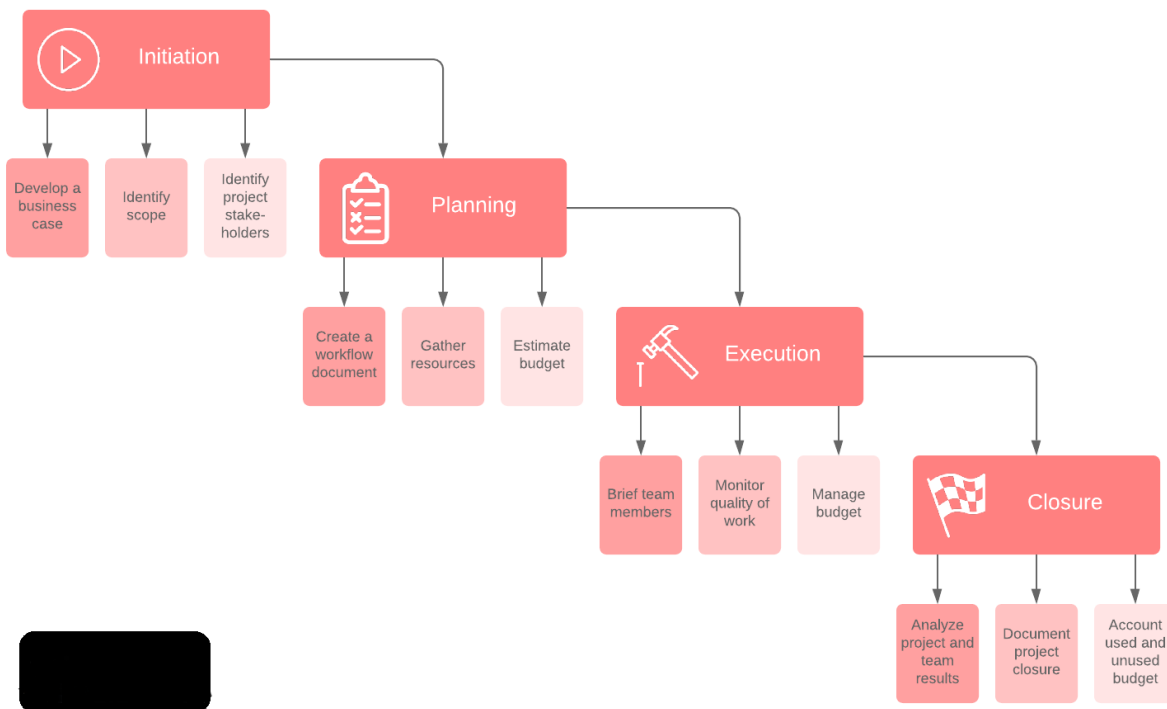 Initiation
Develop a
business
case
Identify
scope
Identify
project
stake-
holders
Planning
Create a
workflow
document
Gather
resources
Estimate
budget
Execution
Brief team
members
Monitor
quality of
work
Manage
budget
Closure
Analyze
project and
team
results
Document
project
closure
Account
used and
unused
budget